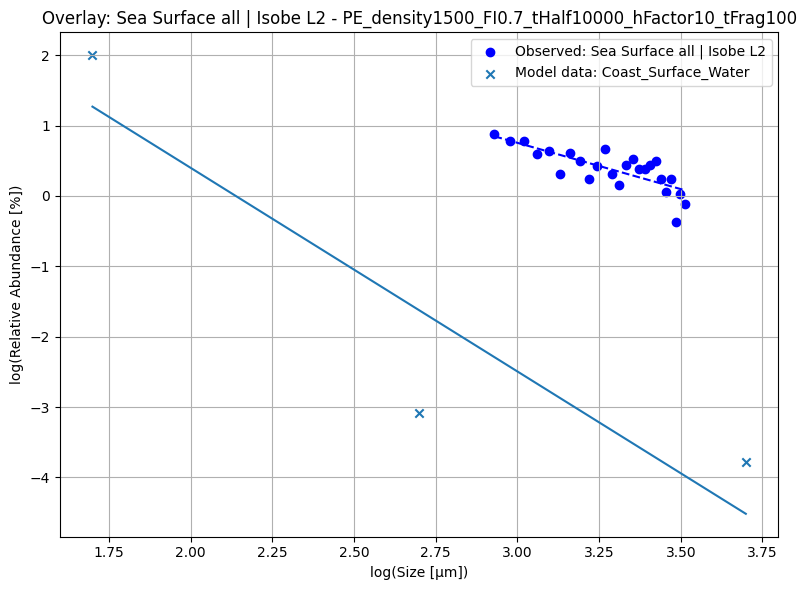 Overlay: Sea Surface all | Isobe L2 - PE_density1500_FI0.7_tHalf10000_hFactor10_tFrag100
Observed: Sea Surface all | Isobe L2
Model data: Coast_Surface_Water
log(Relative Abundance [%])
2
1
0
−1
−2
−3
−4
1.75 2.00 2.25 2.50 2.75 3.00 3.25 3.50 3.75
log(Size [μm])